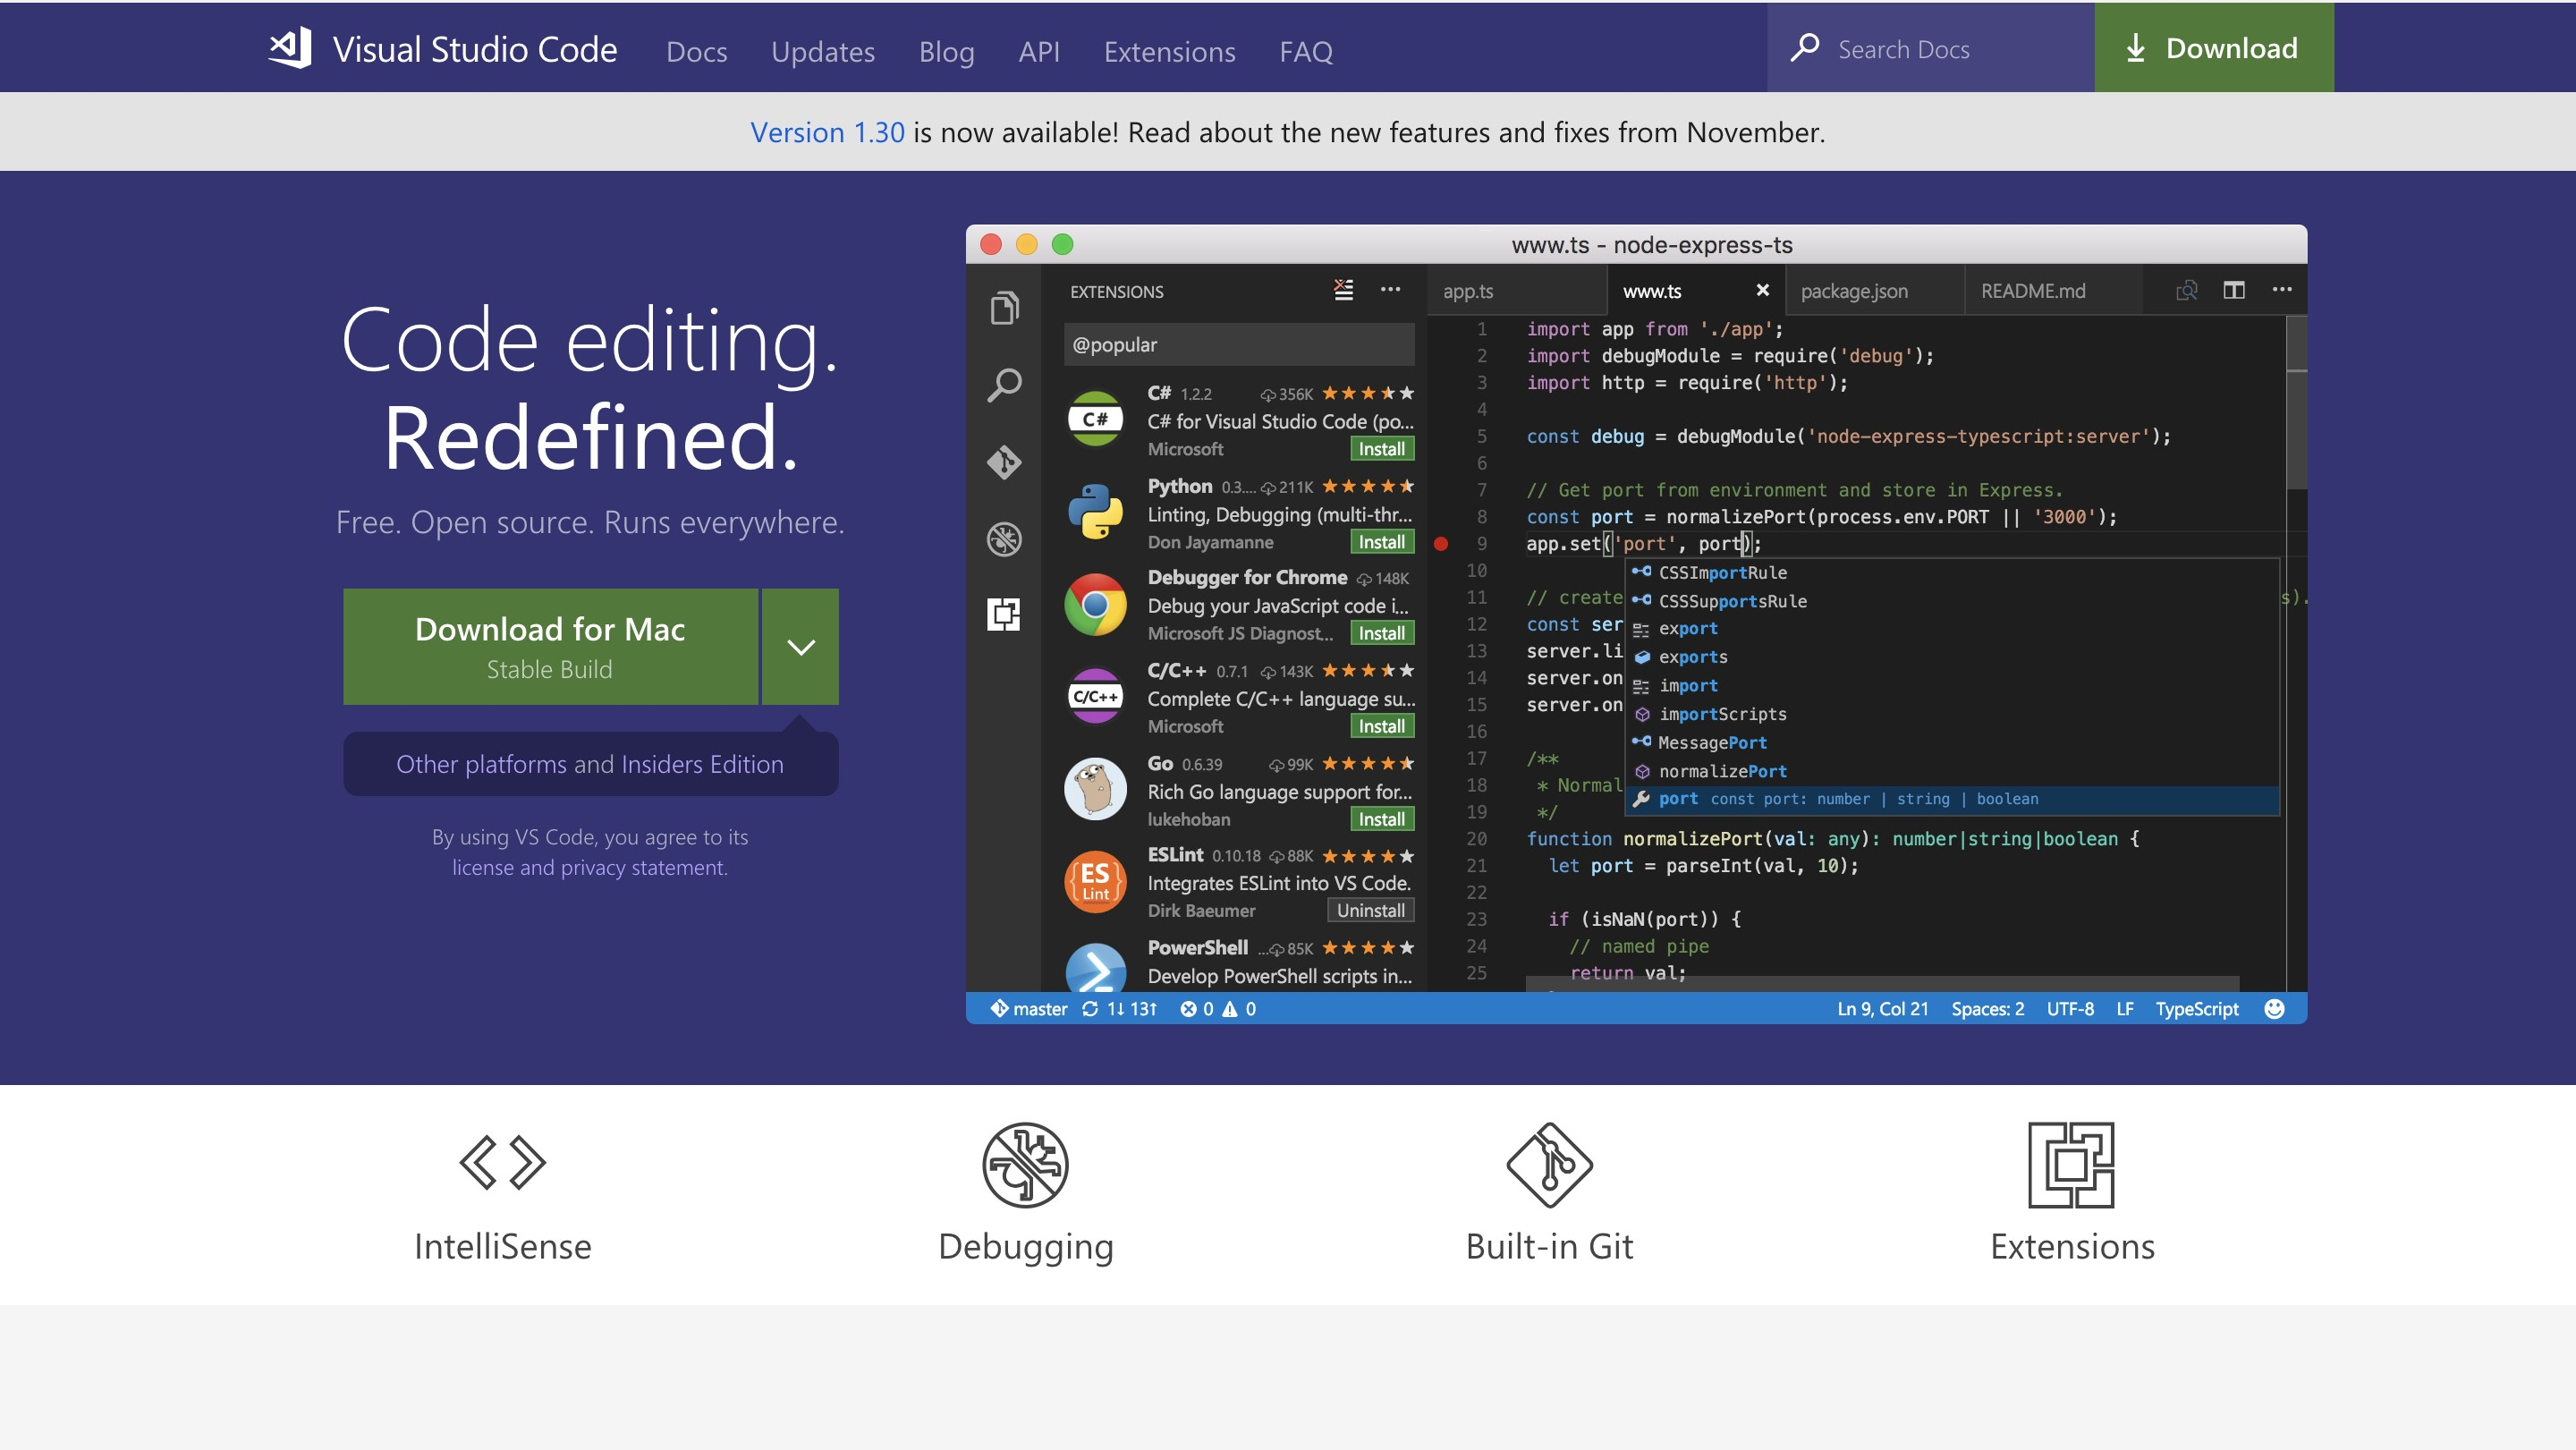 Visual Studio Code Docs Updates Blog API Extensions FAQ Search Docs Download
Version 1.30 is now available! Read about the new features and fixes from November.
Code editing.
Redefined.
Free. Open source. Runs everywhere.
Download for Mac
Stable Build
Other platforms and Insiders Edition
By using VS Code, you agree to its
license and privacy statement.
www.ts - node-express-ts
EXTENSIONS
@popular
C# 1.2.2 356K
C#
C# for Visual Studio Code (po...
Microsoft Install
Python 0.3.... 211K
Linting, Debugging (multi-thr...
Don Jayamanne Install
Debugger for Chrome 148K
Debug your JavaScript code i...
Microsoft JS Diagnost... Install
C/C++ 0.7.1 143K
C/C++
Complete C/C++ language su...
Microsoft Install
Go 0.6.39 99K
Rich Go language support for...
lukehoban Install
ESLint 0.10.18 88K
{ES}
Lint
Integrates ESLint into VS Code.
Dirk Baeumer Uninstall
PowerShell ... 85K
Develop PowerShell scripts in...
app.ts www.ts × package.json README.md
1 import app from './app';
2 import debugModule = require('debug');
3 import http = require('http');
4
5 const debug = debugModule('node-express-typescript:server');
6
7 // Get port from environment and store in Express.
8 const port = normalizePort(process.env.PORT || '3000');
9 app.set('port', port);
10
11 // create s).
12 const ser
13 server.li
14 server.on
15 server.on
16
17 /**
18 * Normal
19 */
CSSImportRule
CSSSupportsRule
export
exports
import
importScripts
MessagePort
normalizePort
port const port: number | string | boolean
20 function normalizePort(val: any): number|string|boolean {
21 let port = parseInt(val, 10);
22
23 if (isNaN(port)) {
24 // named pipe
25 return val;
master 1↓ 13↑ 0 0 Ln 9, Col 21 Spaces: 2 UTF-8 LF TypeScript
IntelliSense Debugging Built-in Git Extensions